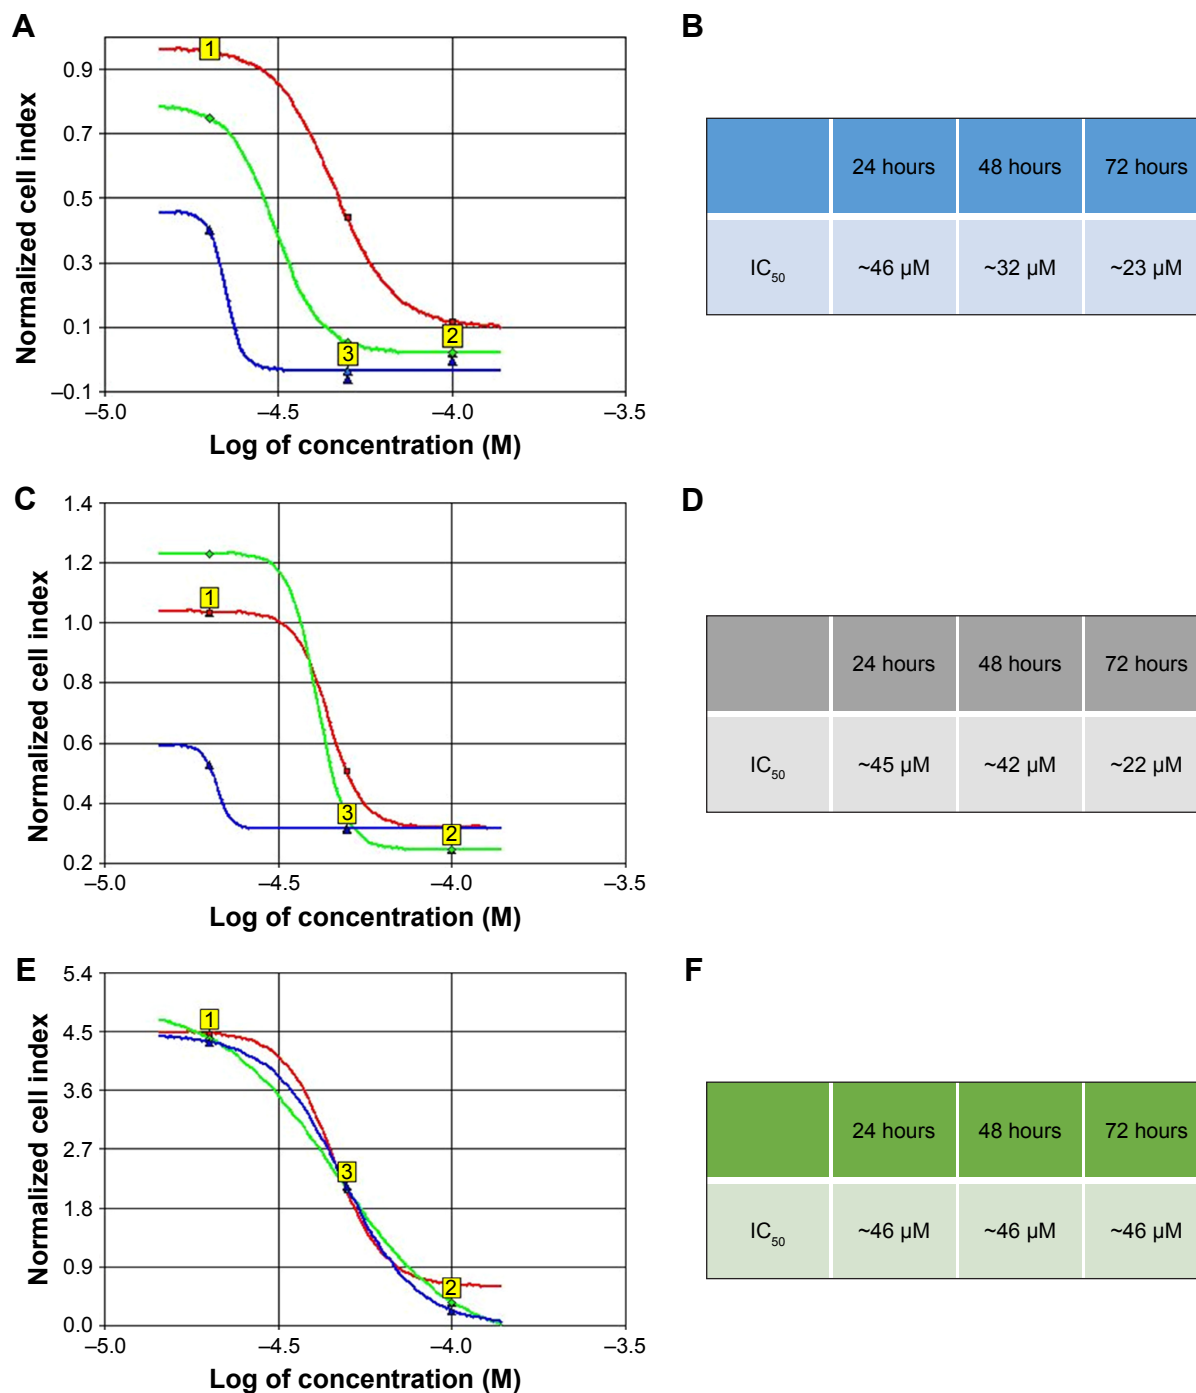 A
B
Normalized cell index
0.9
0.7
0.5
0.3
0.1
–0.1
1
2
3
–5.0
–4.5
–4.0
–3.5
Log of concentration (M)
24 hours
48 hours
72 hours
IC50
~46 µM
~32 µM
~23 µM
C
D
Normalized cell index
1.4
1.2
1.0
0.8
0.6
0.4
0.2
1
3
2
–5.0
–4.5
–4.0
–3.5
Log of concentration (M)
24 hours
48 hours
72 hours
IC50
~45 µM
~42 µM
~22 µM
E
F
Normalized cell index
5.4
4.5
3.6
2.7
1.8
0.9
0.0
1
3
2
–5.0
–4.5
–4.0
–3.5
Log of concentration (M)
24 hours
48 hours
72 hours
IC50
~46 µM
~46 µM
~46 µM